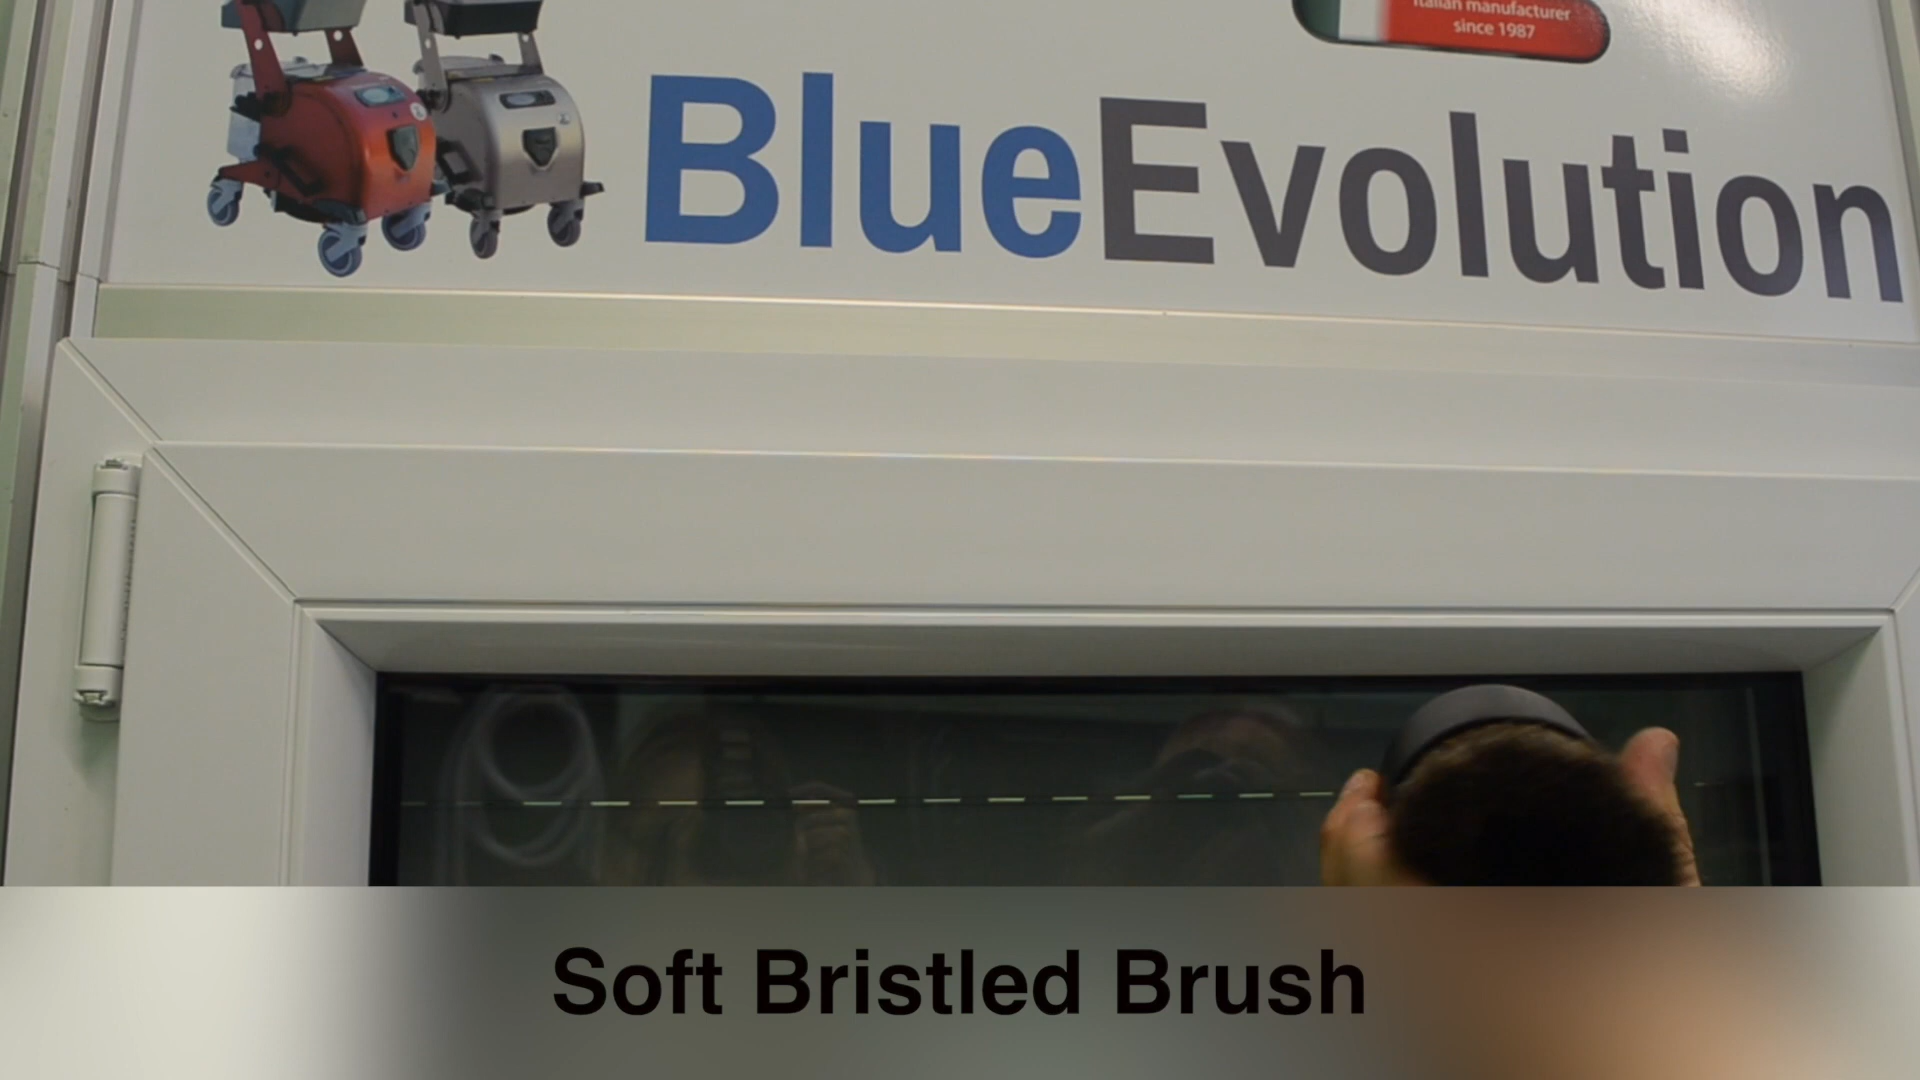 Italian manufacturer
since 1987
BlueEvolution
Soft Bristled Brush